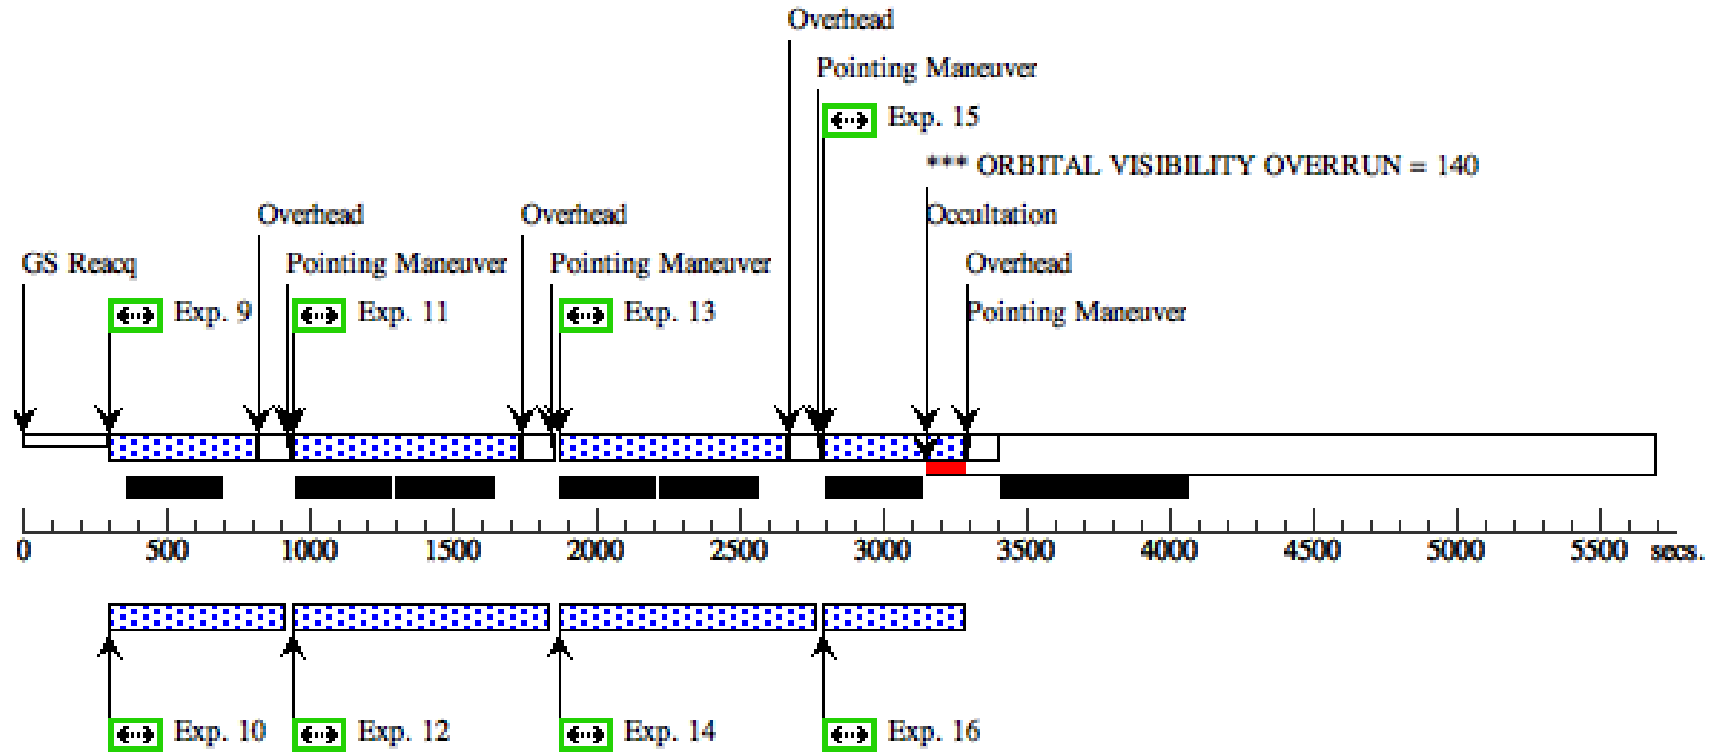 Overhead
Pointing Maneuver
Exp. 15
*** ORBITAL VISIBILITY OVERRUN = 140
Overhead Overhead Occultation
GS Reacq Pointing Maneuver Pointing Maneuver Overhead
Exp. 9 Exp. 11 Exp. 13 Pointing Maneuver
0 500 1000 1500 2000 2500 3000 3500 4000 4500 5000 5500 secs.
Exp. 10 Exp. 12 Exp. 14 Exp. 16